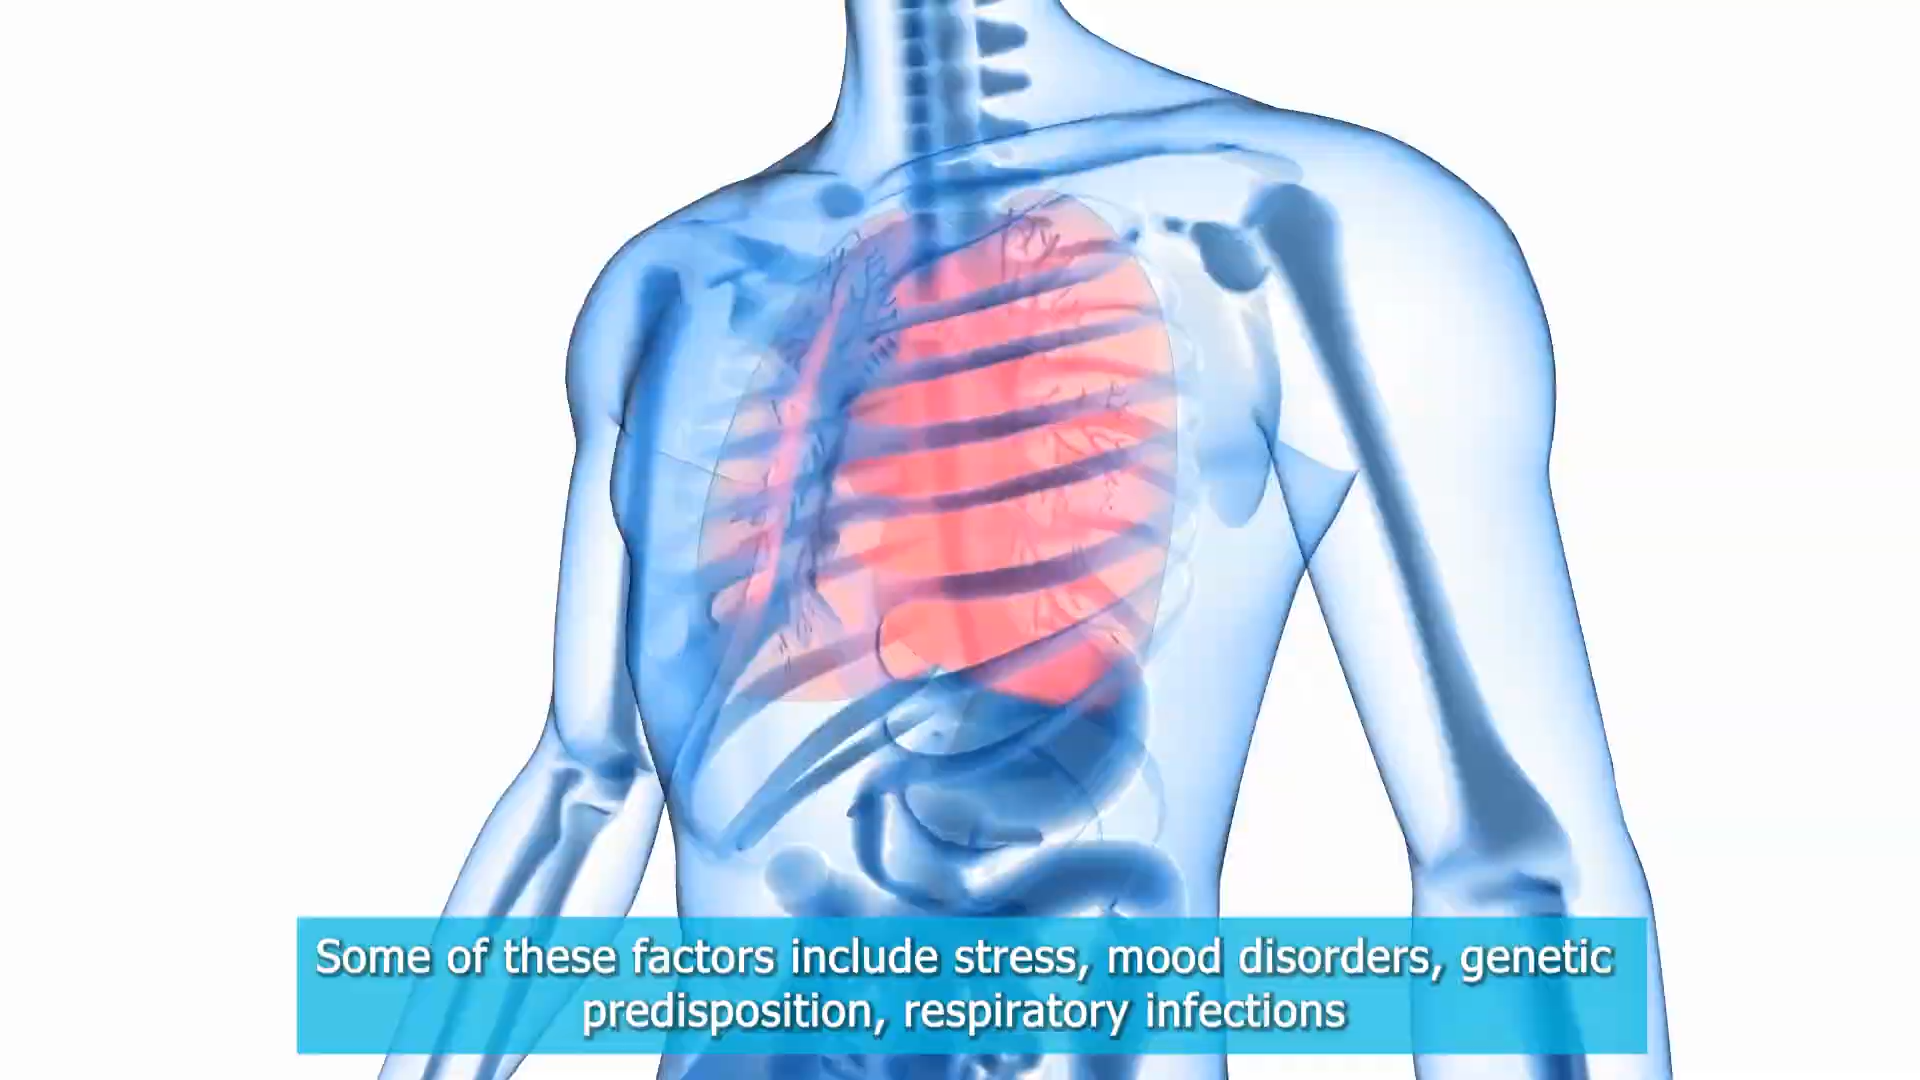 Some of these factors include stress, mood disorders, genetic
predisposition, respiratory infections